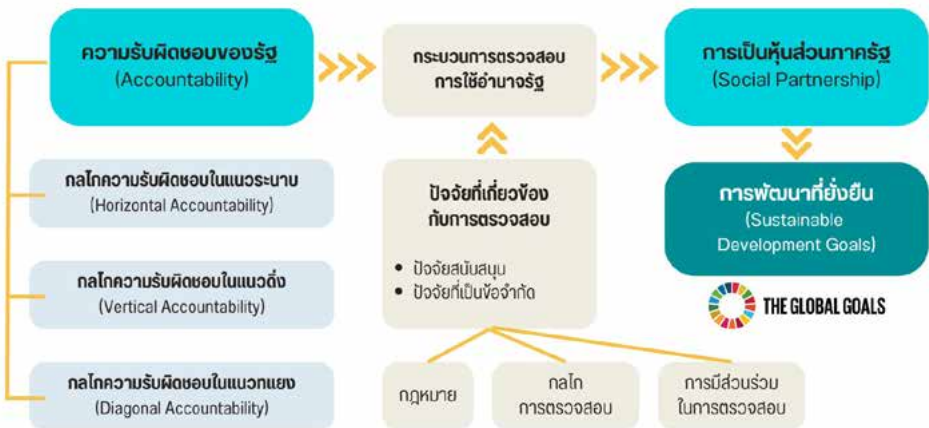 ความรับผิดชอบของรัฐ
(Accountability)
กลไกความรับผิดชอบในแนวระนาบ
(Horizontal Accountability)
กลไกความรับผิดชอบในแนวดิ่ง
(Vertical Accountability)
กลไกความรับผิดชอบในแนวทแยง
(Diagonal Accountability)
กระบวนการตรวจสอบ
การใช้อำนาจรัฐ
ปัจจัยที่เกี่ยวข้อง
กับการตรวจสอบ
• ปัจจัยสนับสนุน
• ปัจจัยที่เป็นข้อจำกัด
กฎหมาย
กลไก
การตรวจสอบ
การมีส่วนร่วม
ในการตรวจสอบ
การเป็นหุ้นส่วนภาครัฐ
(Social Partnership)
การพัฒนาที่ยั่งยืน
(Sustainable
Development Goals)
THE GLOBAL GOALS